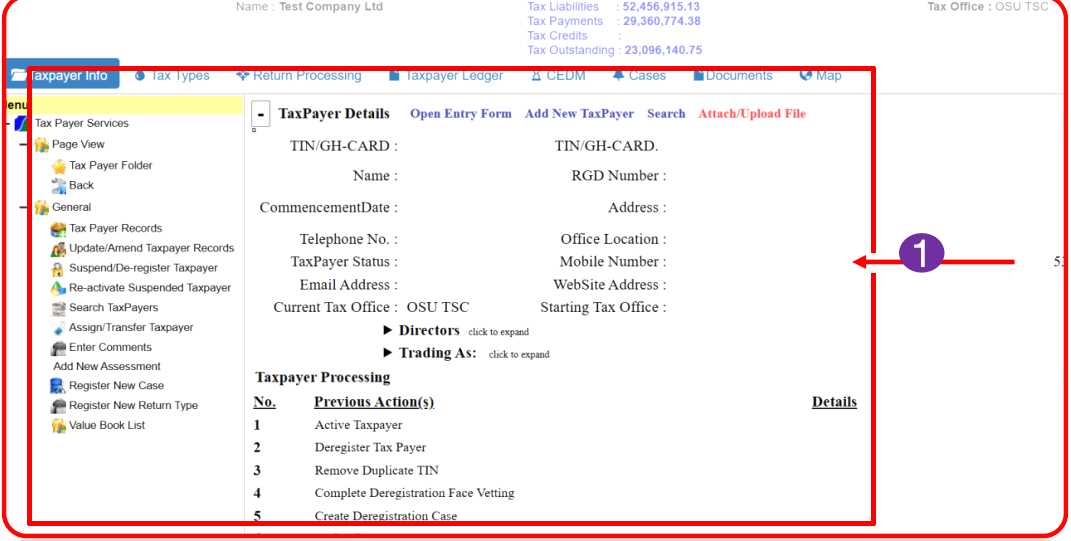 Name : Test Company Ltd
Tax Liabilities : 52,456,915.13
Tax Payments : 29,360,774.38
Tax Credits :
Tax Outstanding : 23,096,140.75
Tax Office : OSU TSC
Taxpayer Info Tax Types Return Processing Taxpayer Ledger CEDM Cases Documents Map
Tax Payer Services
Page View
Tax Payer Folder
Back
General
Tax Payer Records
Update/Amend Taxpayer Records
Suspend/De-register Taxpayer
Re-activate Suspended Taxpayer
Search TaxPayers
Assign/Transfer Taxpayer
Enter Comments
Add New Assessment
Register New Case
Register New Return Type
Value Book List
- TaxPayer Details Open Entry Form Add New TaxPayer Search Attach/Upload File
TIN/GH-CARD : TIN/GH-CARD.
Name : RGD Number :
CommencementDate : Address :
Telephone No. : Office Location :
TaxPayer Status : Mobile Number :
Email Address : WebSite Address :
Current Tax Office : OSU TSC Starting Tax Office :
Directors click to expand
Trading As: click to expand
Taxpayer Processing
No. Previous Action(s) Details
1 Active Taxpayer
2 Deregister Tax Payer
3 Remove Duplicate TIN
4 Complete Deregistration Face Vetting
5 Create Deregistration Case
1